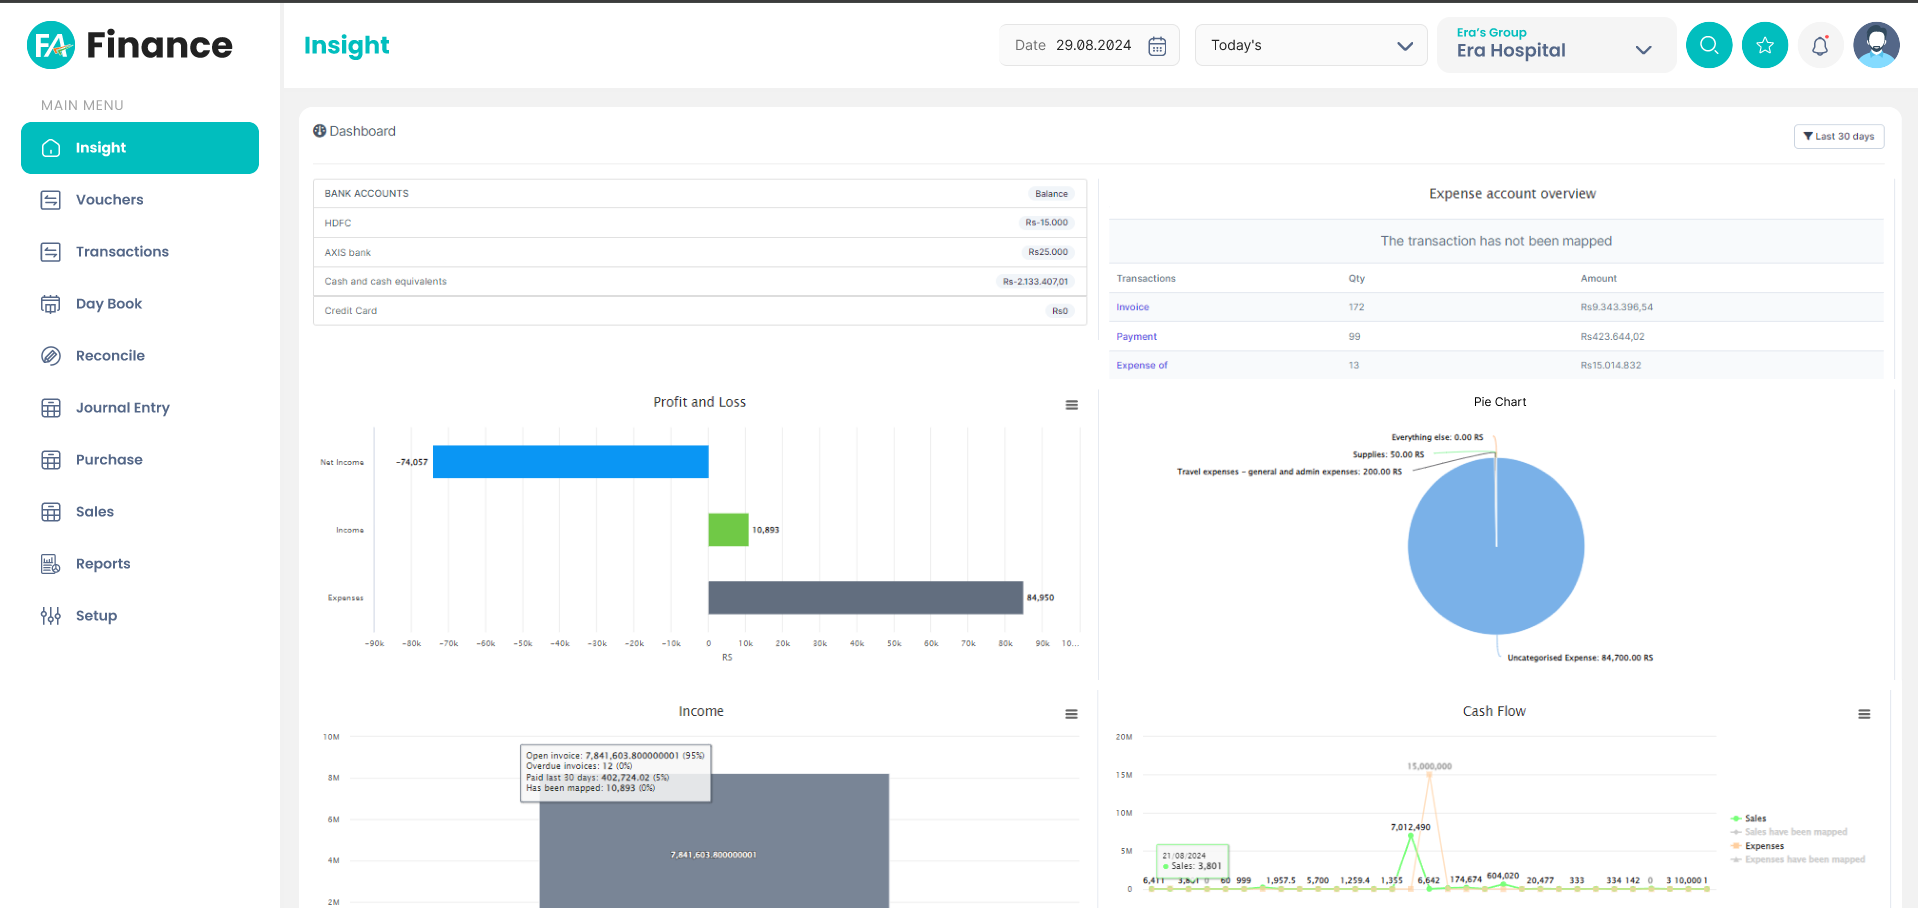 FA Finance
Insight
Date 29.08.2024
Today's
Era's Group
Era Hospital
MAIN MENU
Insight
Vouchers
Transactions
Day Book
Reconcile
Journal Entry
Purchase
Sales
Reports
Setup
Dashboard
Last 30 days
BANK ACCOUNTS Balance
HDFC Rs-15.000
AXIS bank Rs25.000
Cash and cash equivalents Rs-2.133.407,01
Credit Card Rs0
Expense account overview
The transaction has not been mapped
Transactions Qty Amount
Invoice 172 Rs9.343.396,54
Payment 99 Rs423.644,02
Expense of 13 Rs15.014.832
Profit and Loss
Net Income −74,057
Income 10,893
Expenses 84,950
−90k −80k −70k −60k −50k −40k −30k −20k −10k 0 10k 20k 30k 40k 50k 60k 70k 80k 90k 10...
RS
Pie Chart
Everything else: 0.00 RS
Supplies: 50.00 RS
Travel expenses – general and admin expenses: 200.00 RS
Uncategorised Expense: 84,700.00 RS
Income
10M
8M
6M
4M
2M
Open invoice: 7,841,603.800000001 (95%)
Overdue invoices: 12 (0%)
Paid last 30 days: 402,724.02 (5%)
Has been mapped: 10,893 (0%)
7,841,603.800000001
Cash Flow
20M
15M
10M
5M
0
15,000,000
7,012,490
21/08/2024
Sales: 3,801
6,411 3,801 0 60 999 1,957.5 5,700 1,259.4 1,355 6,642 174,674 604,020 20,477 333 334 142 0 3 10,000 1
Sales
Sales have been mapped
Expenses
Expenses have been mapped